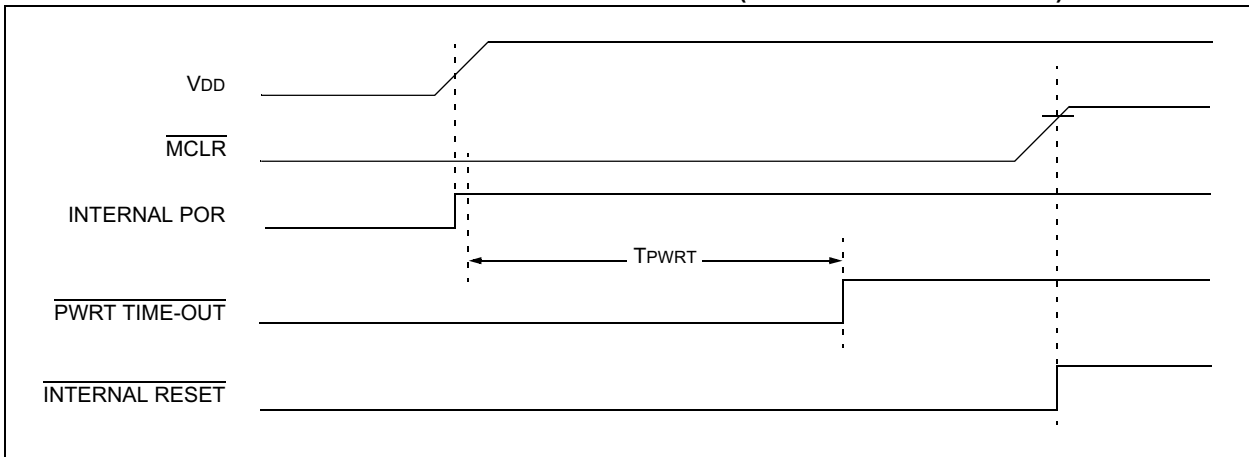 VDD
MCLR
INTERNAL POR
TPWRT
PWRT TIME-OUT
INTERNAL RESET